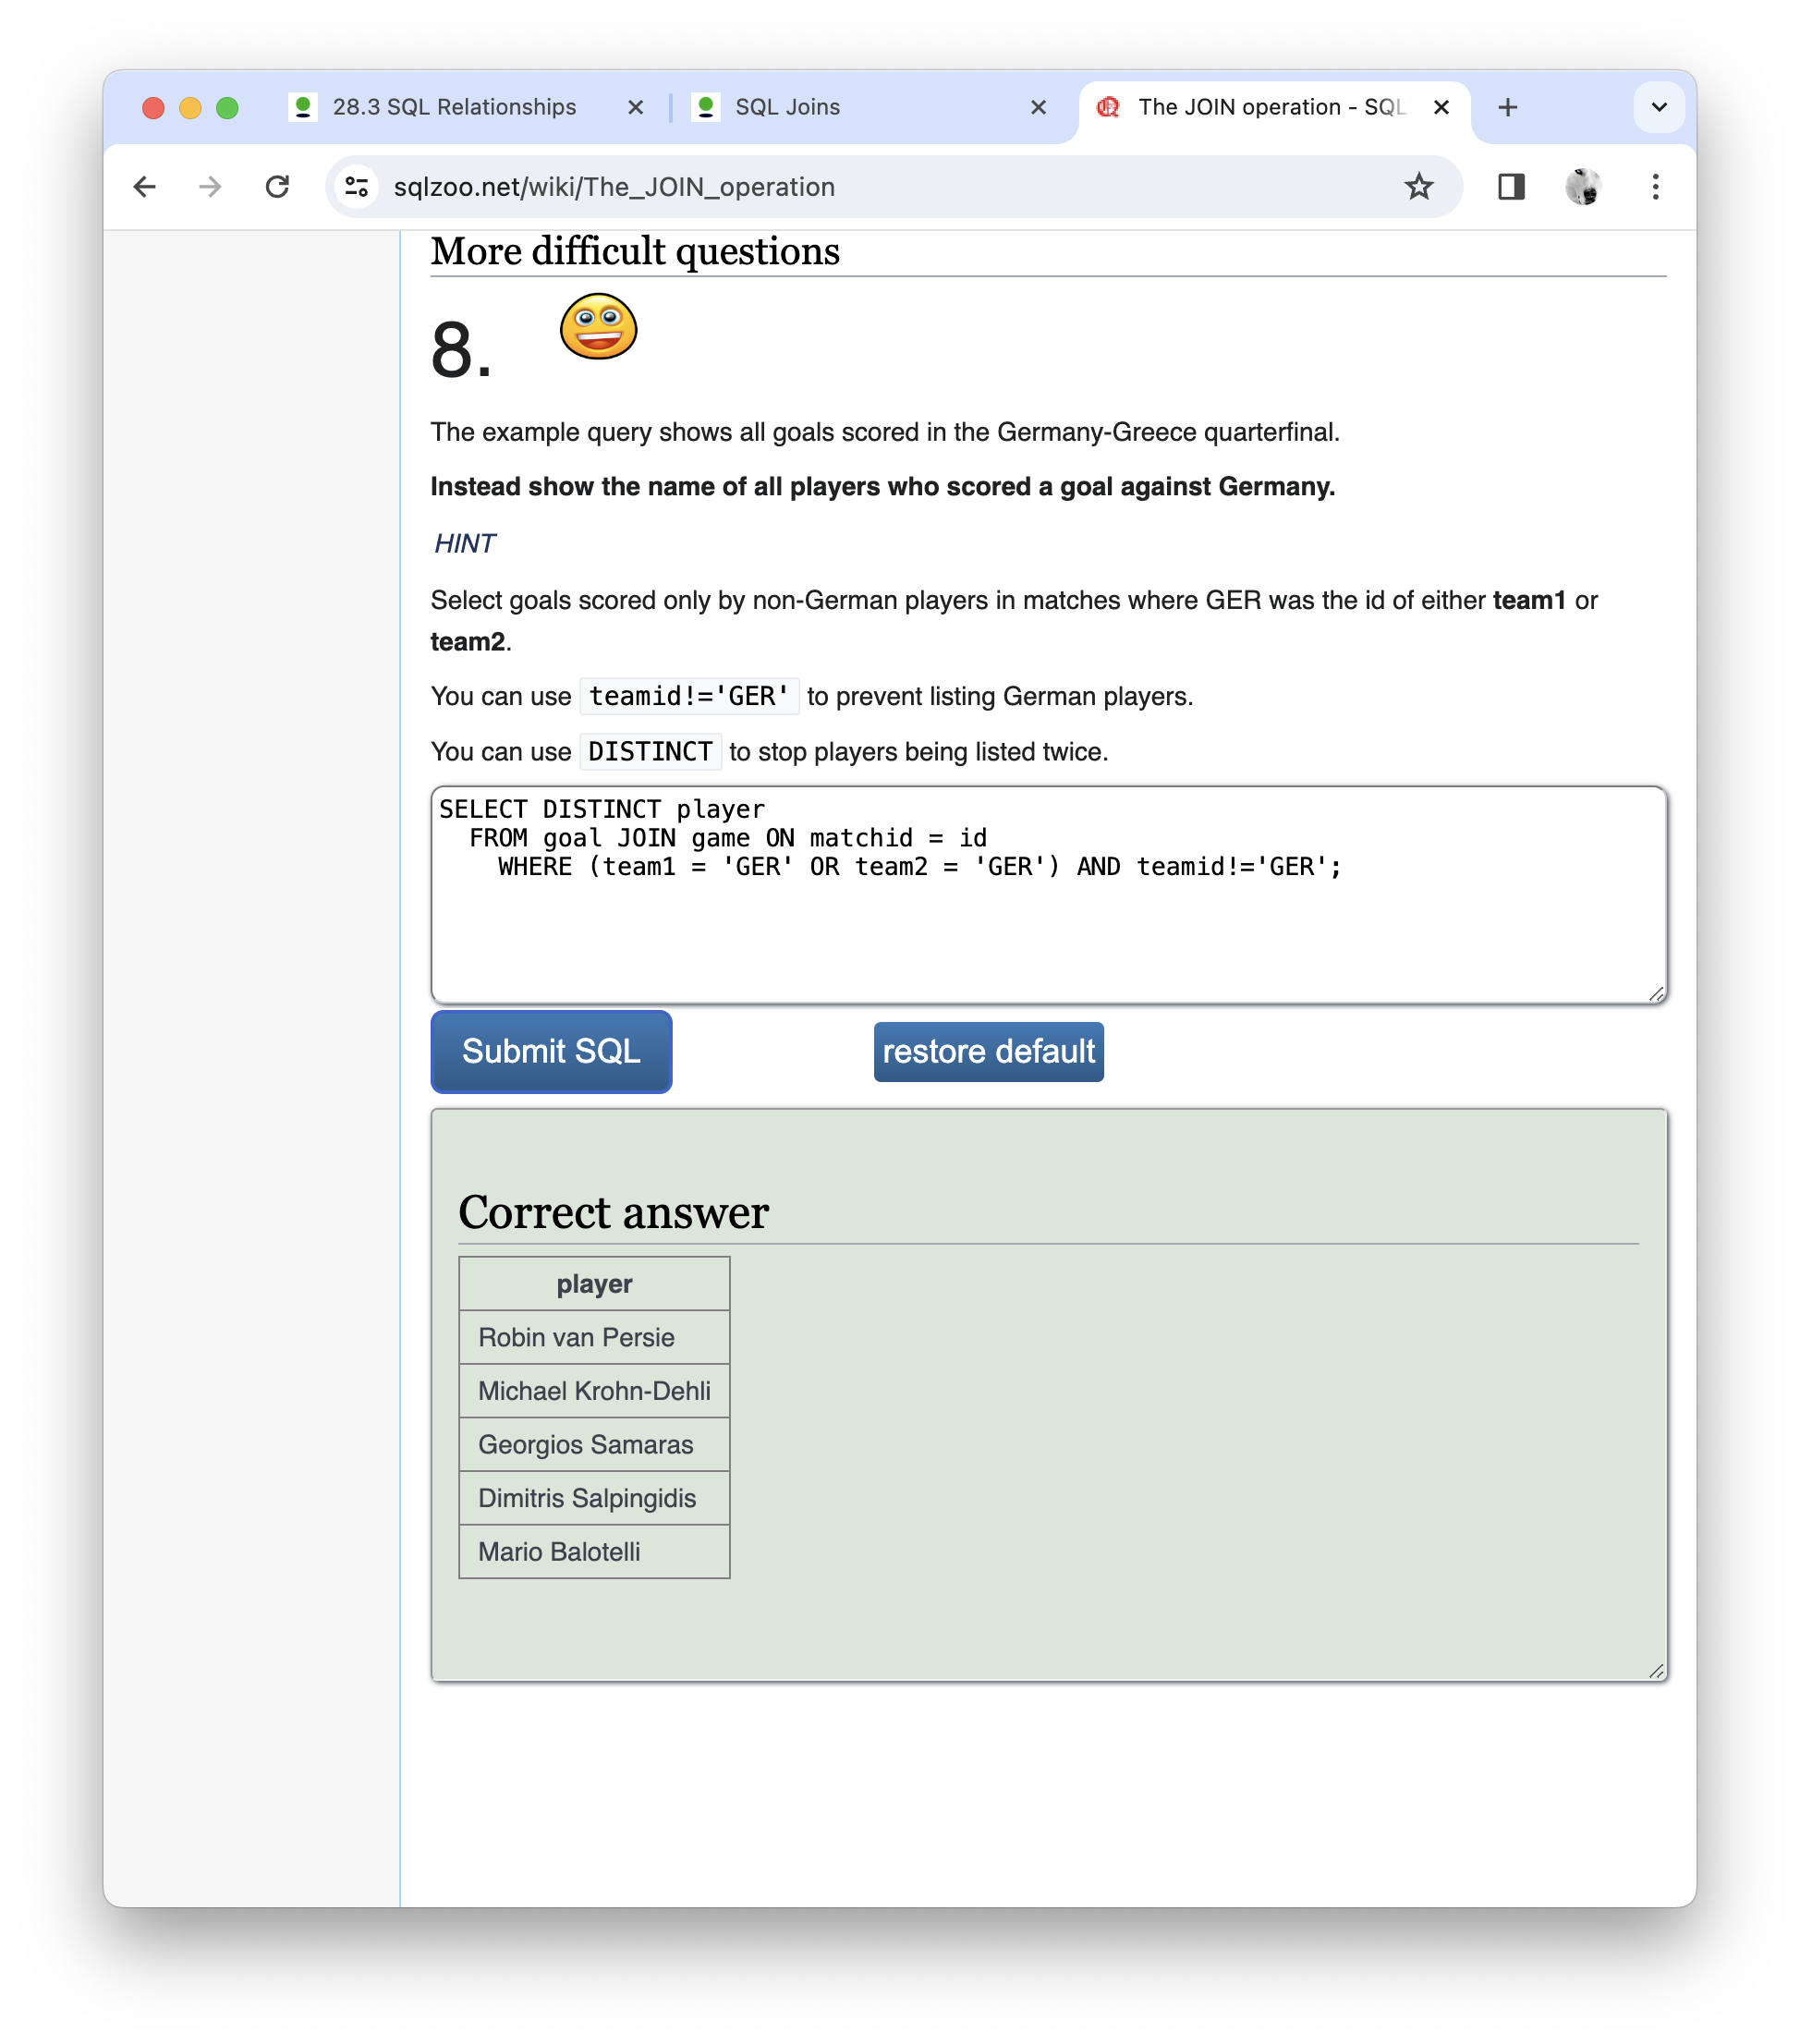 28.3 SQL Relationships
SQL Joins
The JOIN operation - SQL
sqlzoo.net/wiki/The_JOIN_operation
More difficult questions
8.
The example query shows all goals scored in the Germany-Greece quarterfinal.
Instead show the name of all players who scored a goal against Germany.
HINT
Select goals scored only by non-German players in matches where GER was the id of either team1 or
team2.
You can use teamid!='GER' to prevent listing German players.
You can use DISTINCT to stop players being listed twice.
SELECT DISTINCT player
FROM goal JOIN game ON matchid = id
WHERE (team1 = 'GER' OR team2 = 'GER') AND teamid!='GER';
Submit SQL
restore default
Correct answer
player
Robin van Persie
Michael Krohn-Dehli
Georgios Samaras
Dimitris Salpingidis
Mario Balotelli